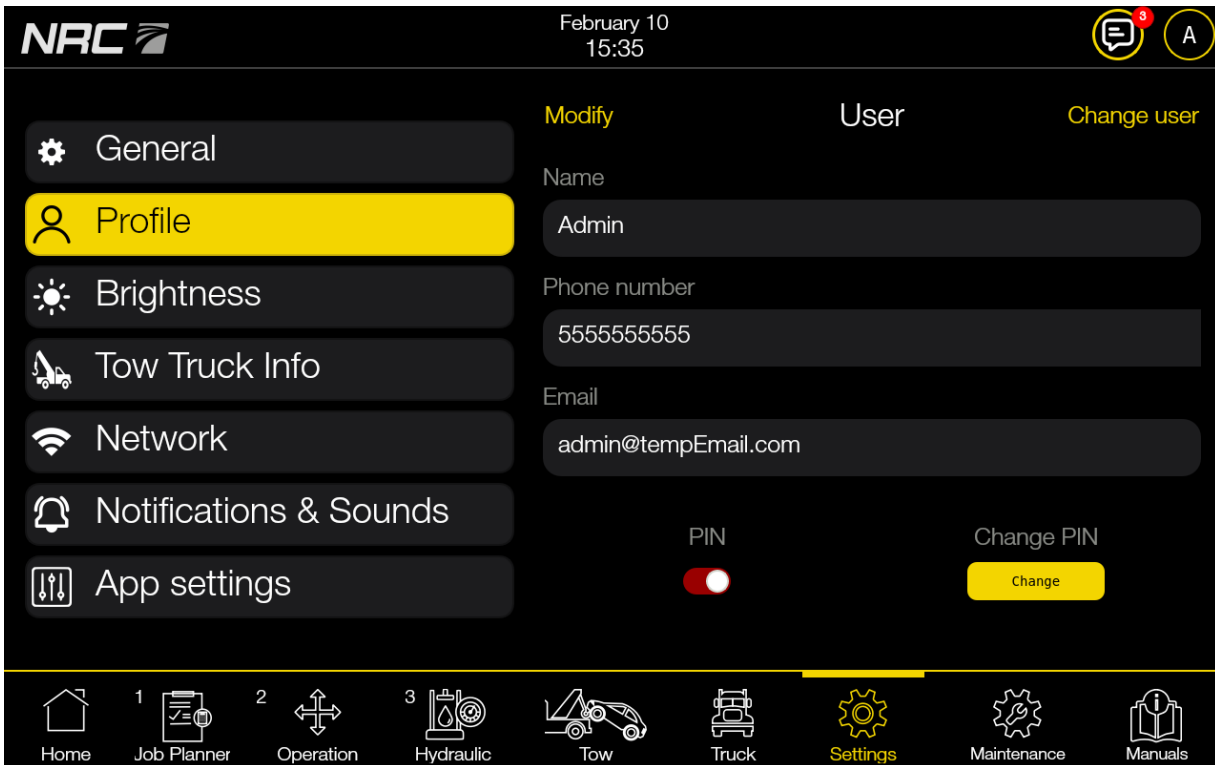 NRC
February 10
15:35
3
A
General
Profile
Brightness
Tow Truck Info
Network
Notifications & Sounds
App settings
Modify
User
Change user
Name
Admin
Phone number
5555555555
Email
admin@tempEmail.com
PIN
Change PIN
Change
Home
1
Job Planner
2
Operation
3
Hydraulic
Tow
Truck
Settings
Maintenance
Manuals